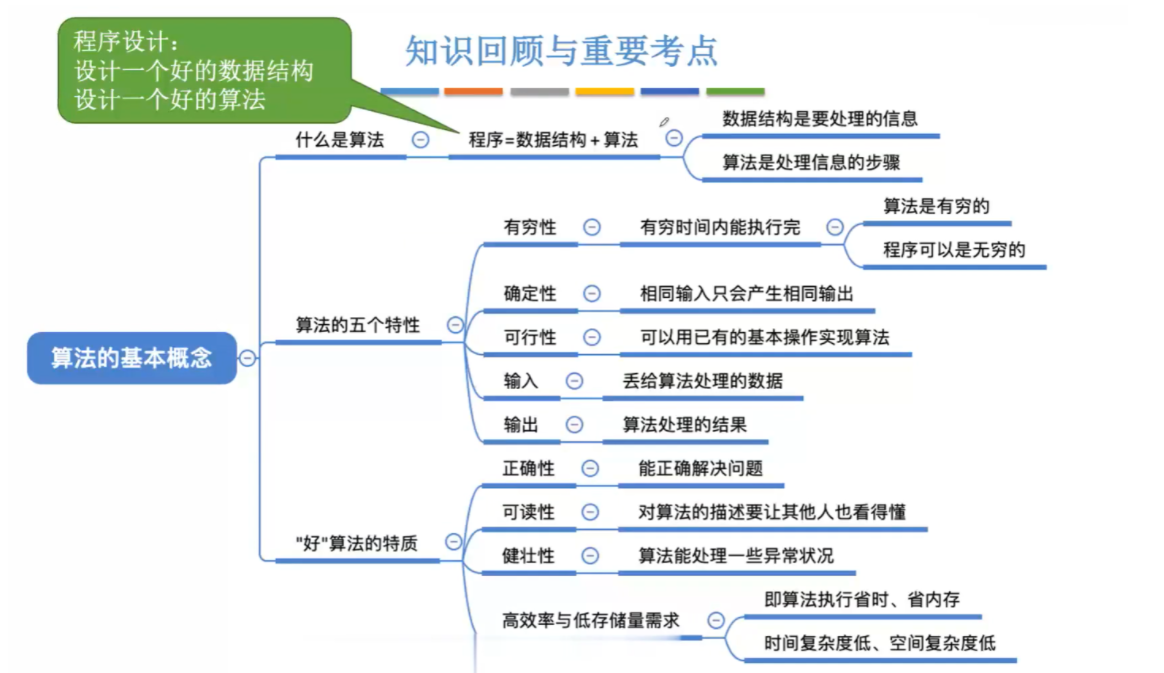 程序设计:
设计一个好的数据结构
设计一个好的算法
知识回顾与重要考点
什么是算法
程序=数据结构+算法
数据结构是要处理的信息
算法是处理信息的步骤
算法的基本概念
算法的五个特性
有穷性
有穷时间内能执行完
算法是有穷的
程序可以是无穷的
确定性
相同输入只会产生相同输出
可行性
可以用已有的基本操作实现算法
输入
丢给算法处理的数据
输出
算法处理的结果
"好"算法的特质
正确性
能正确解决问题
可读性
对算法的描述要让其他人也看得懂
健壮性
算法能处理一些异常状况
高效率与低存储量需求
即算法执行省时、省内存
时间复杂度低、空间复杂度低